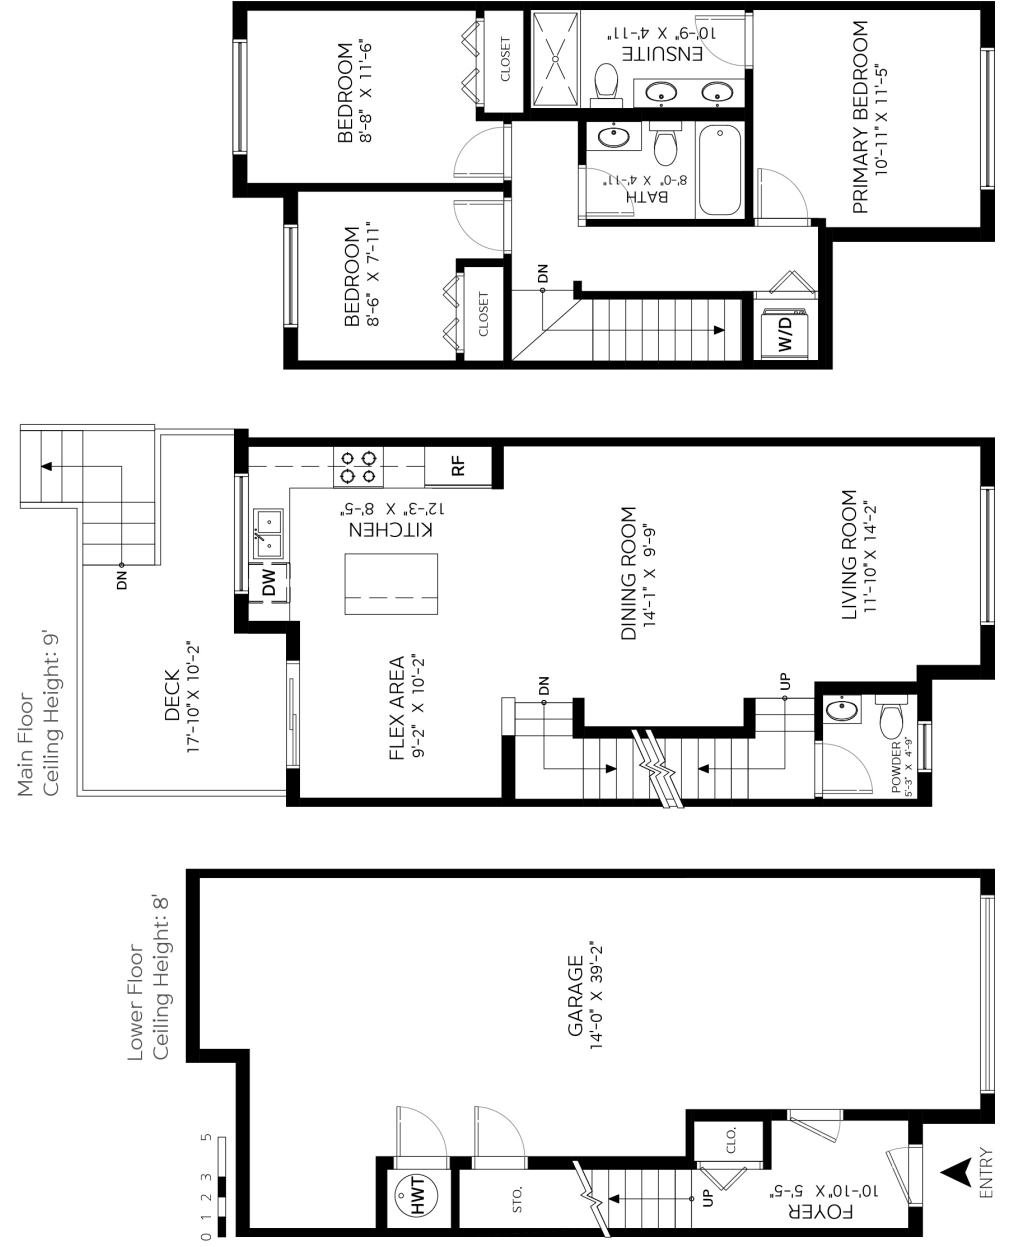 BEDROOM
8'-8" X 11'-6"
CLOSET
ENSUITE
10'-9" X 4'-11"
PRIMARY BEDROOM
10'-11" X 11'-5"
BATH
8'-0" X 4'-11"
BEDROOM
8'-6" X 7'-11"
CLOSET
DN
W/D
Main Floor
Ceiling Height: 9'
DN
DECK
17'-10" X 10'-2"
DW
RF
KITCHEN
12'-3" X 8'-5"
FLEX AREA
9'-2" X 10'-2"
DINING ROOM
14'-1" X 9'-9"
LIVING ROOM
11'-10" X 14'-2"
DN
UP
POWDER
5'-3" X 4'-9"
Lower Floor
Ceiling Height: 8'
GARAGE
14'-0" X 39'-2"
HWT
STO.
UP
CLO.
FOYER
10'-10" X 5'-5"
ENTRY
0 1 2 3 5